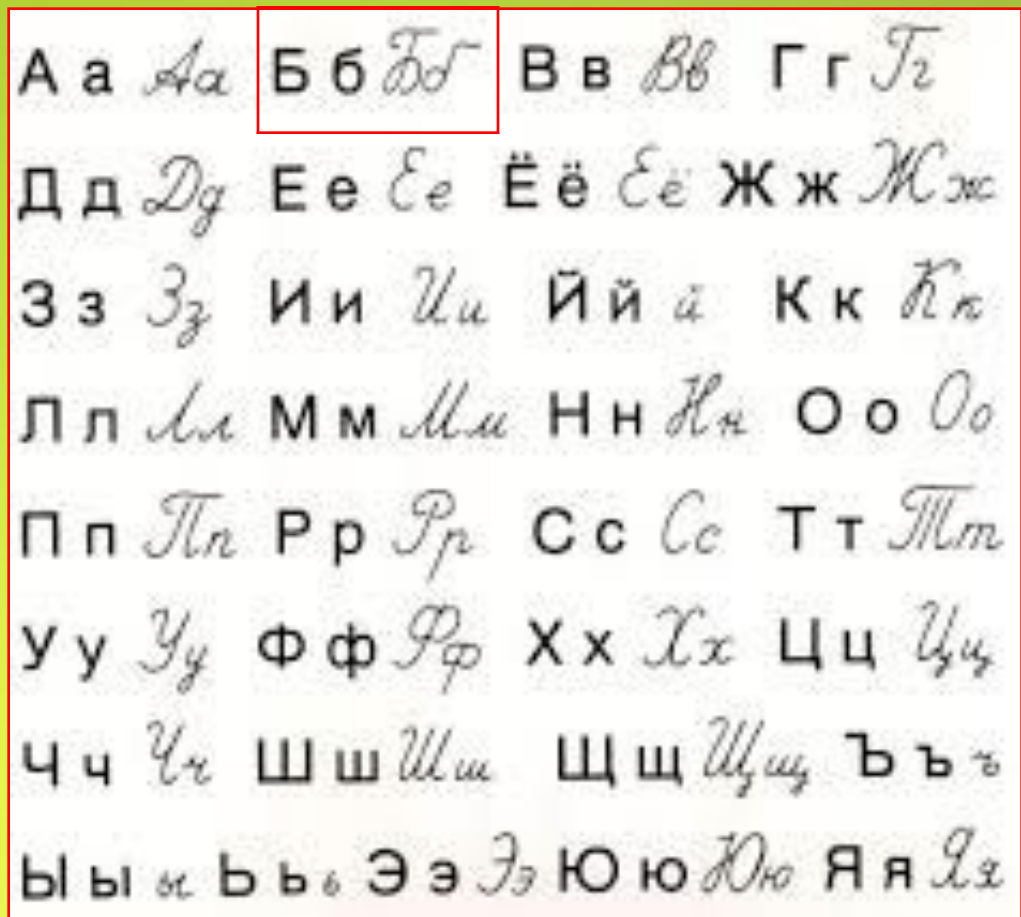 А а Аа Б б Бб В в Вв Г г Гг
Д д Дд Е е Ее Ё ё Её Ж ж Жж
З з Зз И и Ии Й й й К к Кк
Л л Лл М м Мм Н н Нн О о Оо
П п Пп Р р Рр С с Сс Т т Тт
У у Уу Ф ф Фф Х х Хх Ц ц Цц
Ч ч Чч Ш ш Шш Щ щ Щщ Ъ ъ ъ
Ы ы ы Ь ь ь Э э Ээ Ю ю Юю Я я Яя